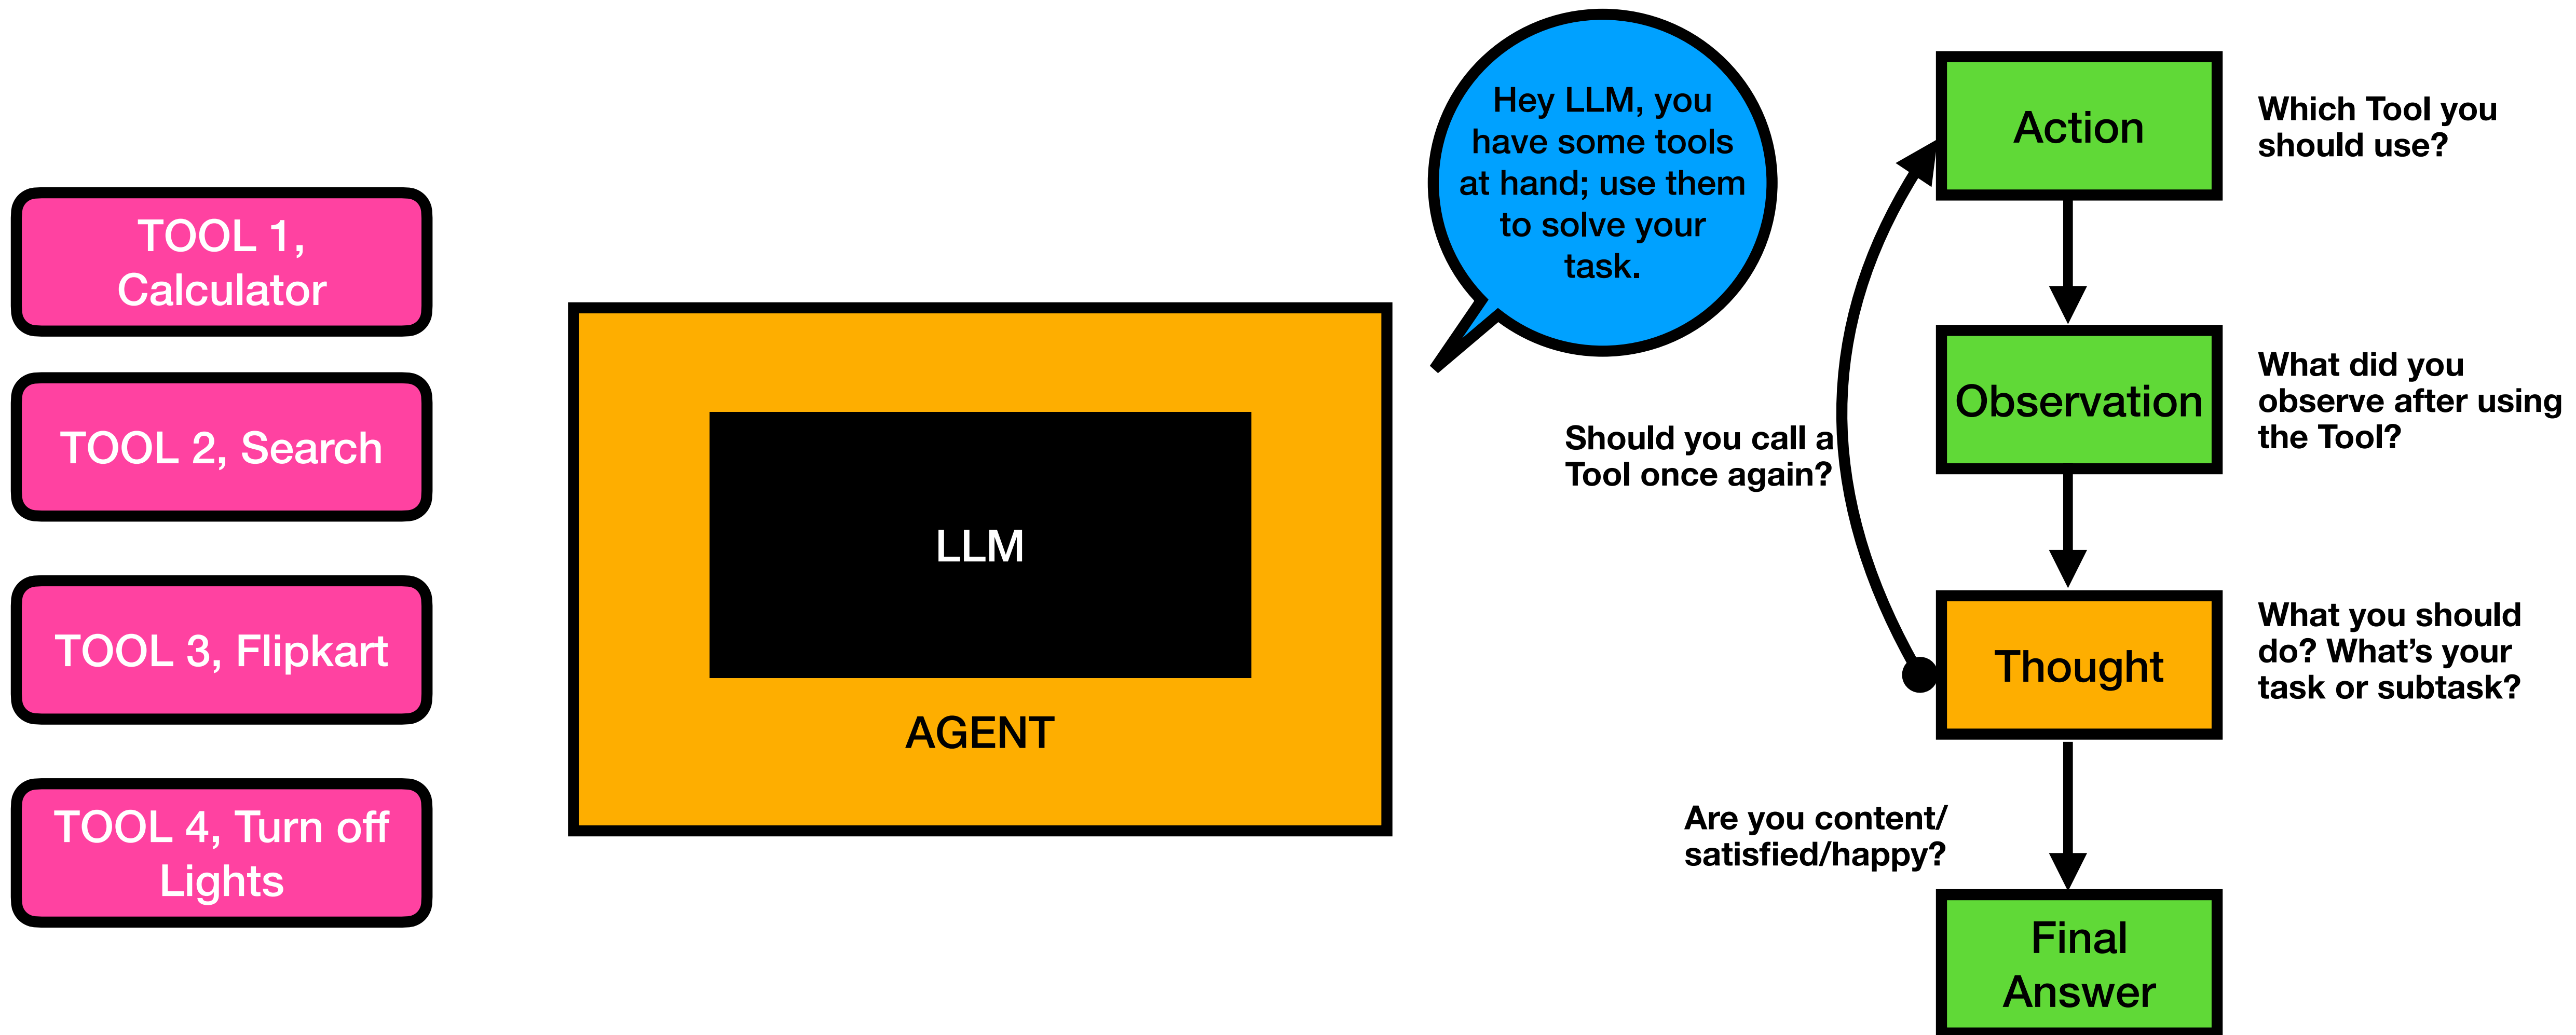 TOOL 1,
Calculator
TOOL 2, Search
TOOL 3, Flipkart
TOOL 4, Turn off
Lights
LLM
AGENT
Hey LLM, you
have some tools
at hand; use them
to solve your
task.
Action
Which Tool you
should use?
Observation
What did you
observe after using
the Tool?
Should you call a
Tool once again?
Thought
What you should
do? What’s your
task or subtask?
Are you content/
satisfied/happy?
Final
Answer